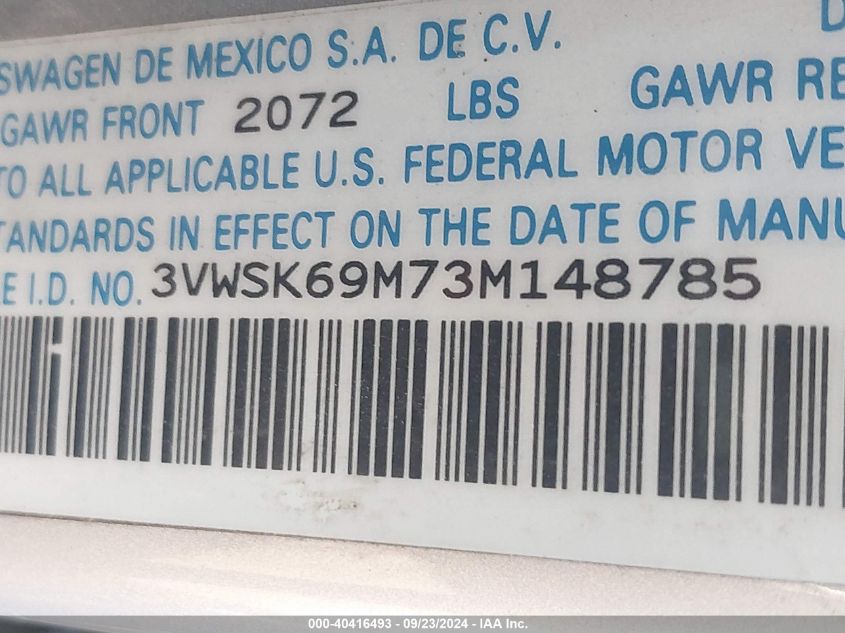 SWAGEN DE MEXICO S.A. DE C.V.
GAWR FRONT 2072 LBS GAWR RE
TO ALL APPLICABLE U.S. FEDERAL MOTOR VE
TANDARDS IN EFFECT ON THE DATE OF MANU
E I.D. NO. 3VWSK69M73M148785
000-40416493 - 09/23/2024 - IAA Inc.